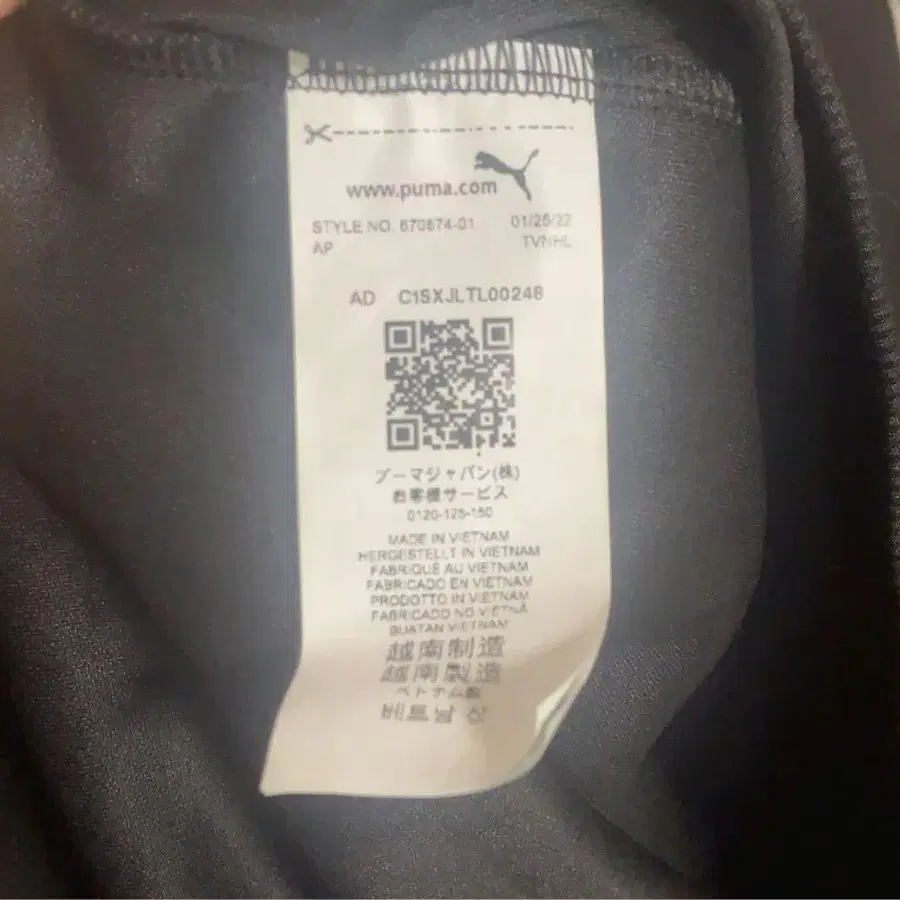 www.puma.com
STYLE NO. 670674-01 01/25/22
AP TVNHL
AD C1SXJLTL00248
プーマジャパン(株)
お客様サービス
0120-125-150
MADE IN VIETNAM
HERGESTELLT IN VIETNAM
FABRIQUÉ AU VIETNAM
FABRICADO EN VIETNAM
PRODOTTO IN VIETNAM
FABRICADO NO VIETNÃ
BUATAN VIETNAM
越南制造
越南製造
ベトナム製
베트남 산